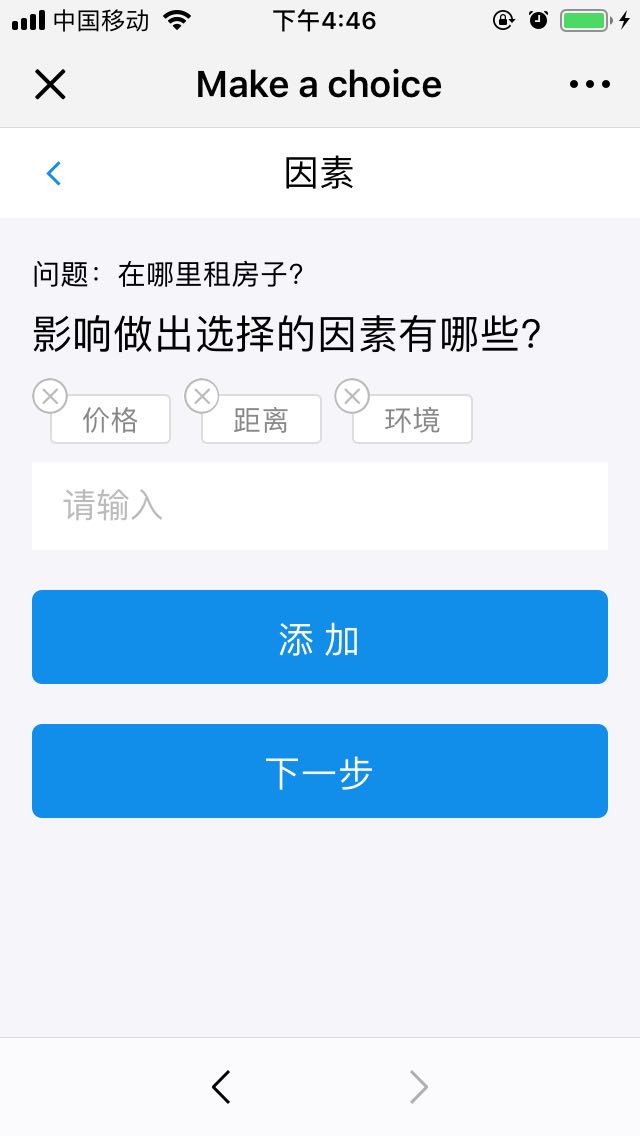 中国移动 下午4:46
Make a choice
因素
问题：在哪里租房子?
影响做出选择的因素有哪些?
价格 距离 环境
请输入
添 加
下一步